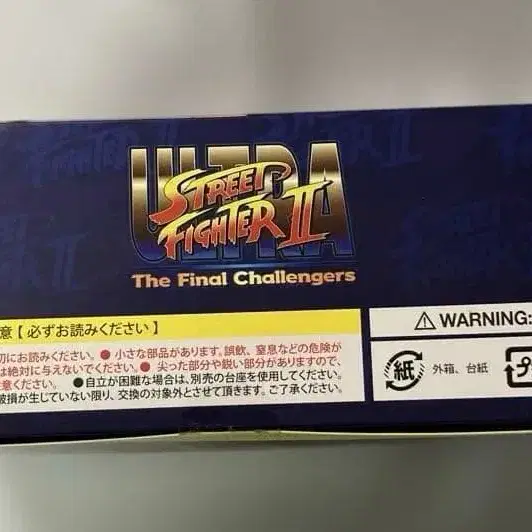 ULTRA
STREET
FIGHTER II
The Final Challengers
意【必ずお読みください】
切にお読みください。●小さな部品があります。誤飲、窒息などの危険が
は絶対に与えないでください。●尖った部分や鋭い部分がありますので、
注意ください。●自立が困難な場合は、別売の台座を使用してください。
破損が生じていない限り、交換の対象外とさせて頂きます。ご了承ください。
⚠ WARNING:
紙 外箱、台紙
プ